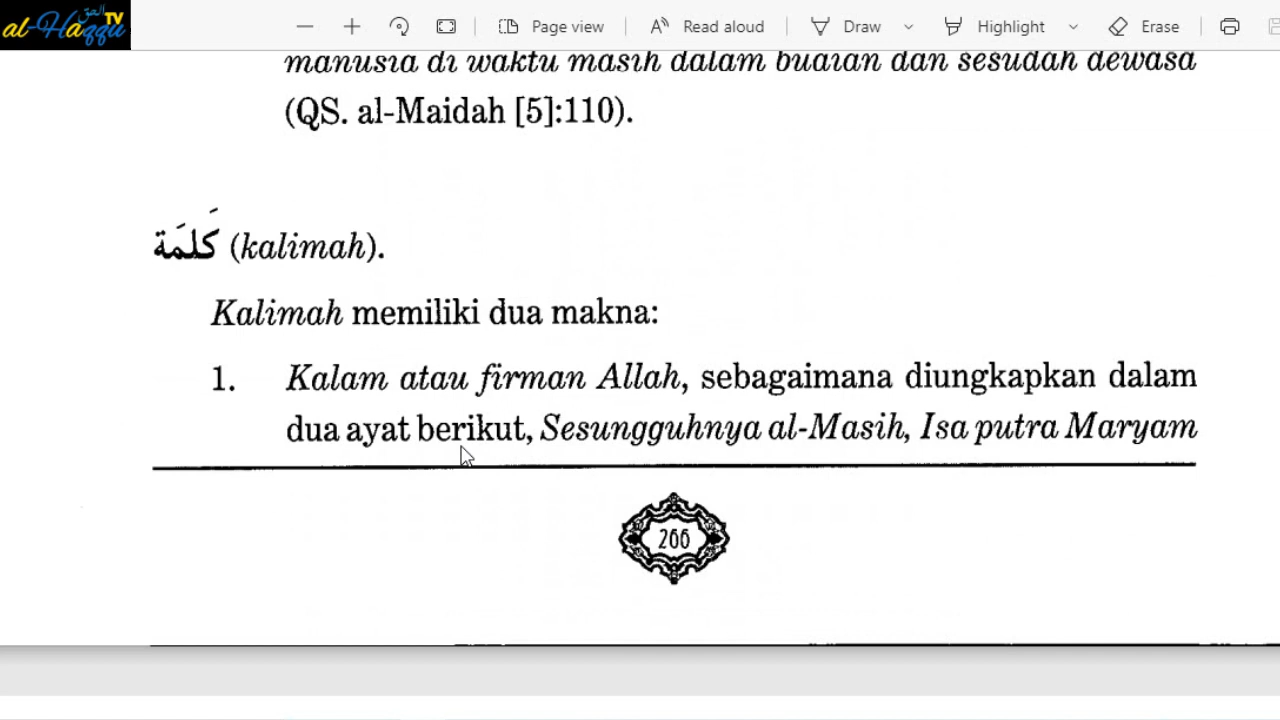 الحق
al-Haqqu TV
Page view
Read aloud
Draw
Highlight
Erase
manusia di waktu masih dalam buaian dan sesudah dewasa
(QS. al-Maidah [5]:110).
كَلمَة (kalimah).
Kalimah memiliki dua makna:
1. Kalam atau firman Allah, sebagaimana diungkapkan dalam
dua ayat berikut, Sesungguhnya al-Masih, Isa putra Maryam
266